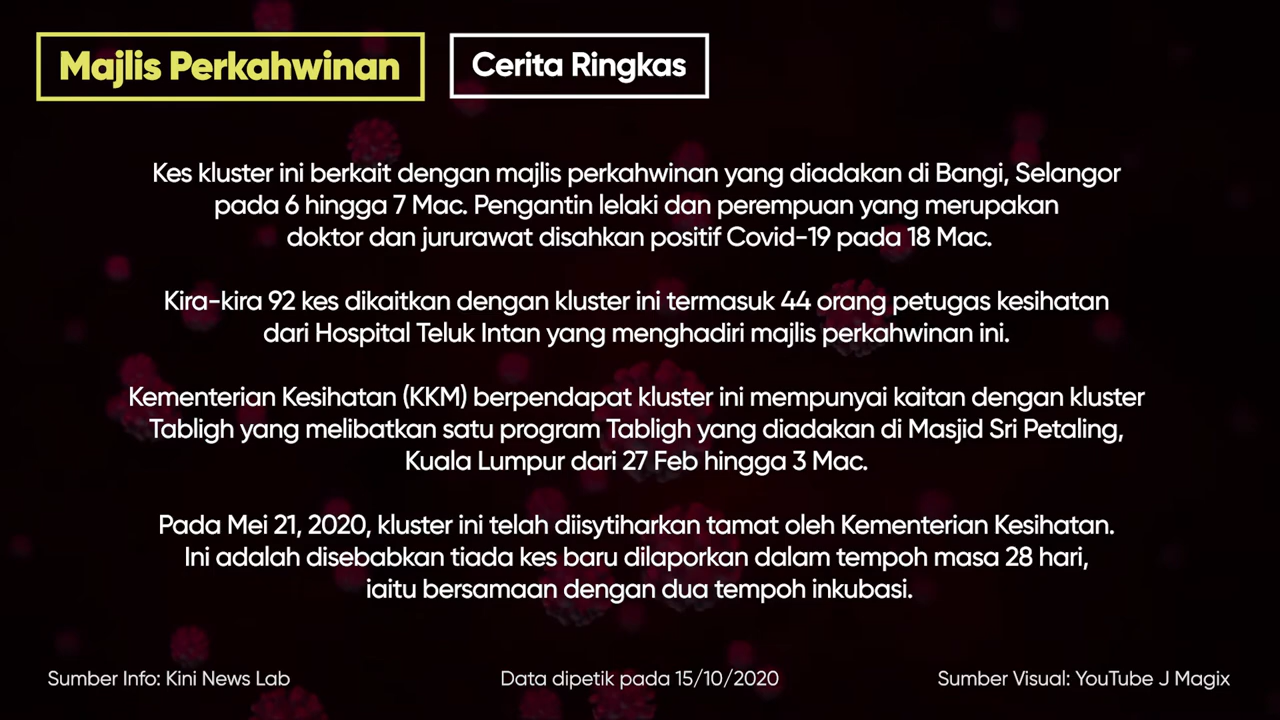 Majlis Perkahwinan
Cerita Ringkas
Kes kluster ini berkait dengan majlis perkahwinan yang diadakan di Bangi, Selangor
pada 6 hingga 7 Mac. Pengantin lelaki dan perempuan yang merupakan
doktor dan jururawat disahkan positif Covid-19 pada 18 Mac.
Kira-kira 92 kes dikaitkan dengan kluster ini termasuk 44 orang petugas kesihatan
dari Hospital Teluk Intan yang menghadiri majlis perkahwinan ini.
Kementerian Kesihatan (KKM) berpendapat kluster ini mempunyai kaitan dengan kluster
Tabligh yang melibatkan satu program Tabligh yang diadakan di Masjid Sri Petaling,
Kuala Lumpur dari 27 Feb hingga 3 Mac.
Pada Mei 21, 2020, kluster ini telah diisytiharkan tamat oleh Kementerian Kesihatan.
Ini adalah disebabkan tiada kes baru dilaporkan dalam tempoh masa 28 hari,
iaitu bersamaan dengan dua tempoh inkubasi.
Sumber Info: Kini News Lab
Data dipetik pada 15/10/2020
Sumber Visual: YouTube J Magix